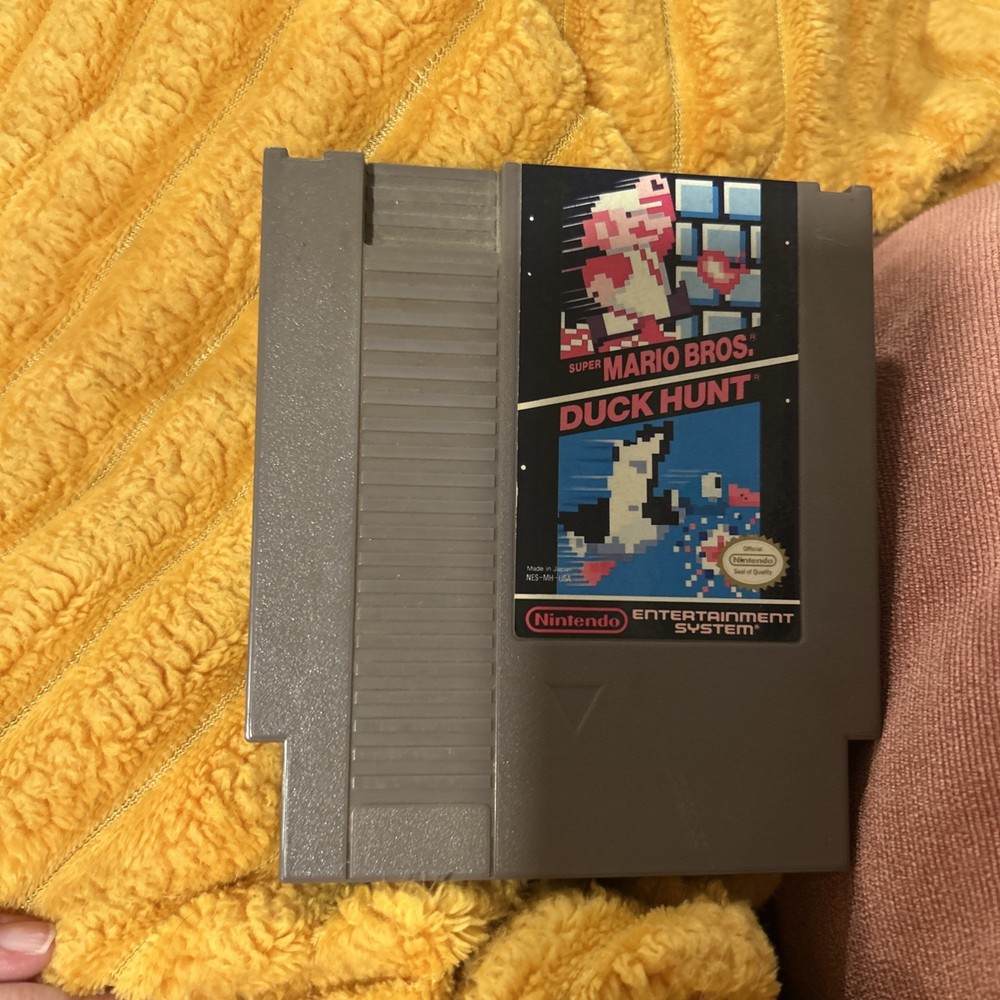 SUPER MARIO BROS.®
DUCK HUNT®
Official
Nintendo
Seal of Quality
Made in Japan
NES-MH-USA
Nintendo ENTERTAINMENT
SYSTEM®